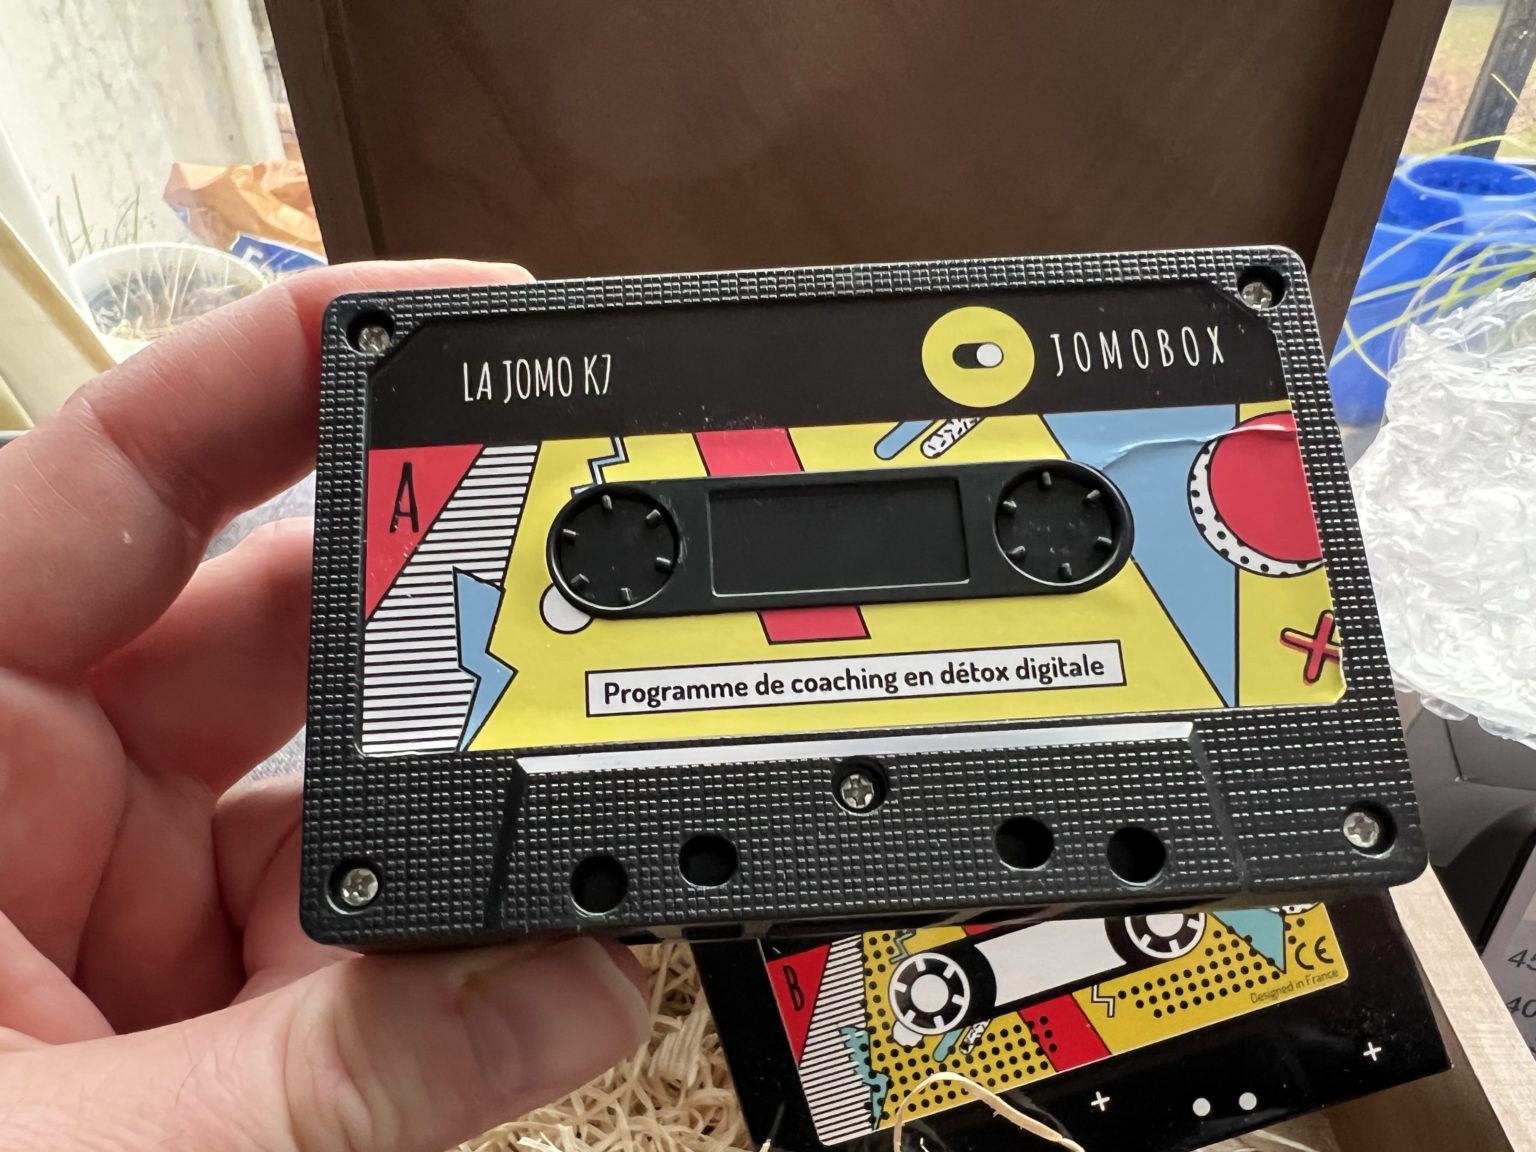 LA JOMO K7
JOMOBOX
A
Programme de coaching en détox digitale
B
CE
Designed in France